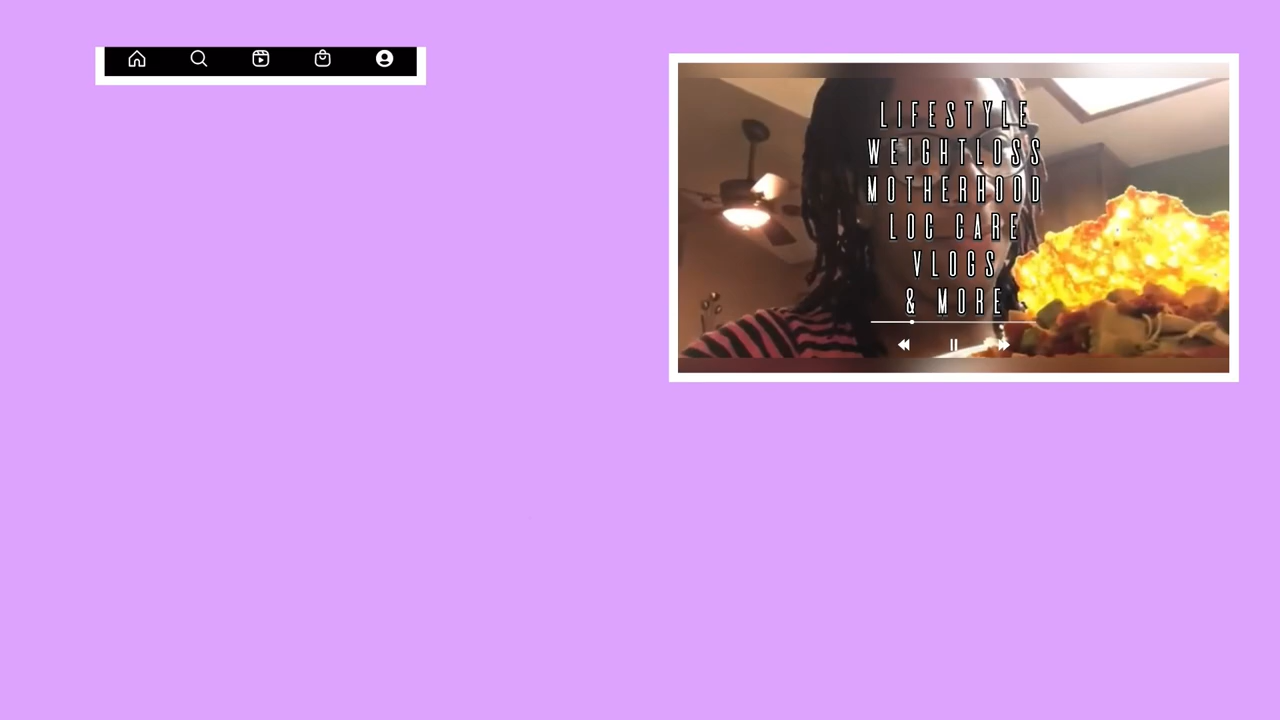 LIFESTYLE
WEIGHTLOSS
MOTHERHOOD
LOC CARE
VLOGS
& MORE